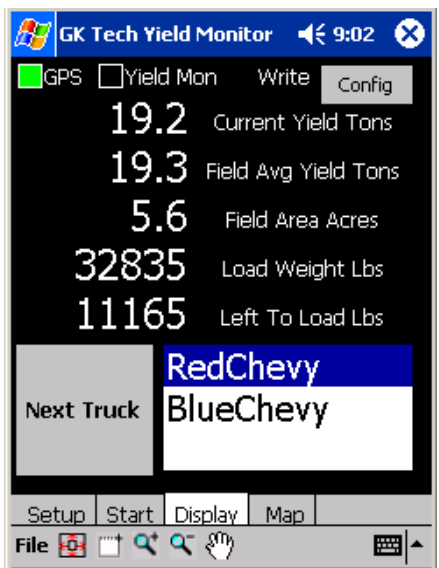 GK Tech Yield Monitor 9:02
GPS Yield Mon Write Config
19.2 Current Yield Tons
19.3 Field Avg Yield Tons
5.6 Field Area Acres
32835 Load Weight Lbs
11165 Left To Load Lbs
Next Truck
RedChevy
BlueChevy
Setup Start Display Map
File